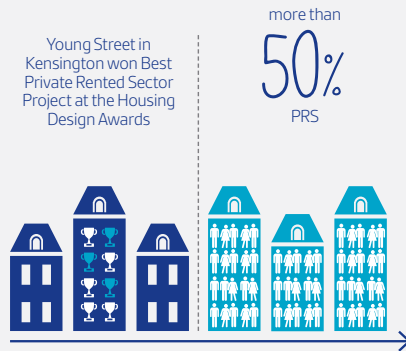 Young Street in
Kensington won Best
Private Rented Sector
Project at the Housing
Design Awards
more than
50%
PRS